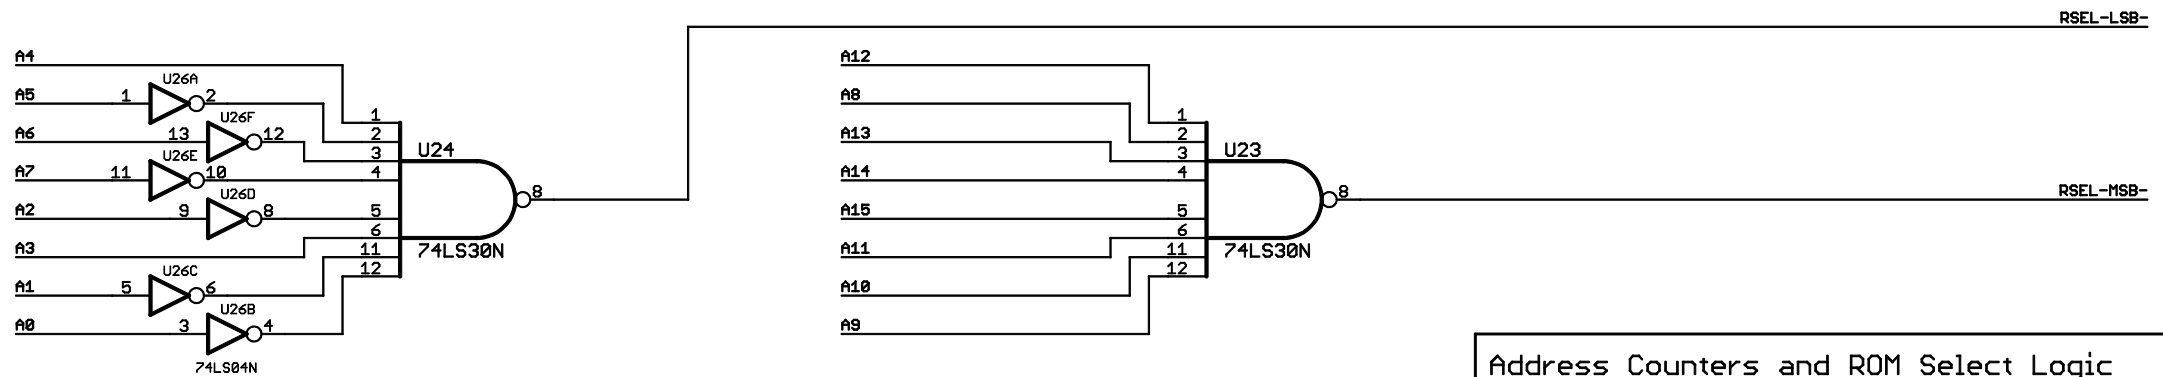 RSEL-LSB-
A4
A12
U26A
A5
1
2
A8
U26F
1
1
A6
13
12
2
A13
2
U26E
3
U24
3
U23
A7
11
10
4
A14
4
U26D
8
8
RSEL-MSB-
A2
9
8
5
A15
5
6
6
A3
11
74LS30N
A11
11
74LS30N
U26C
12
12
A1
5
6
A10
U26B
A0
3
4
A9
74LS04N
Address Counters and ROM Select Logic